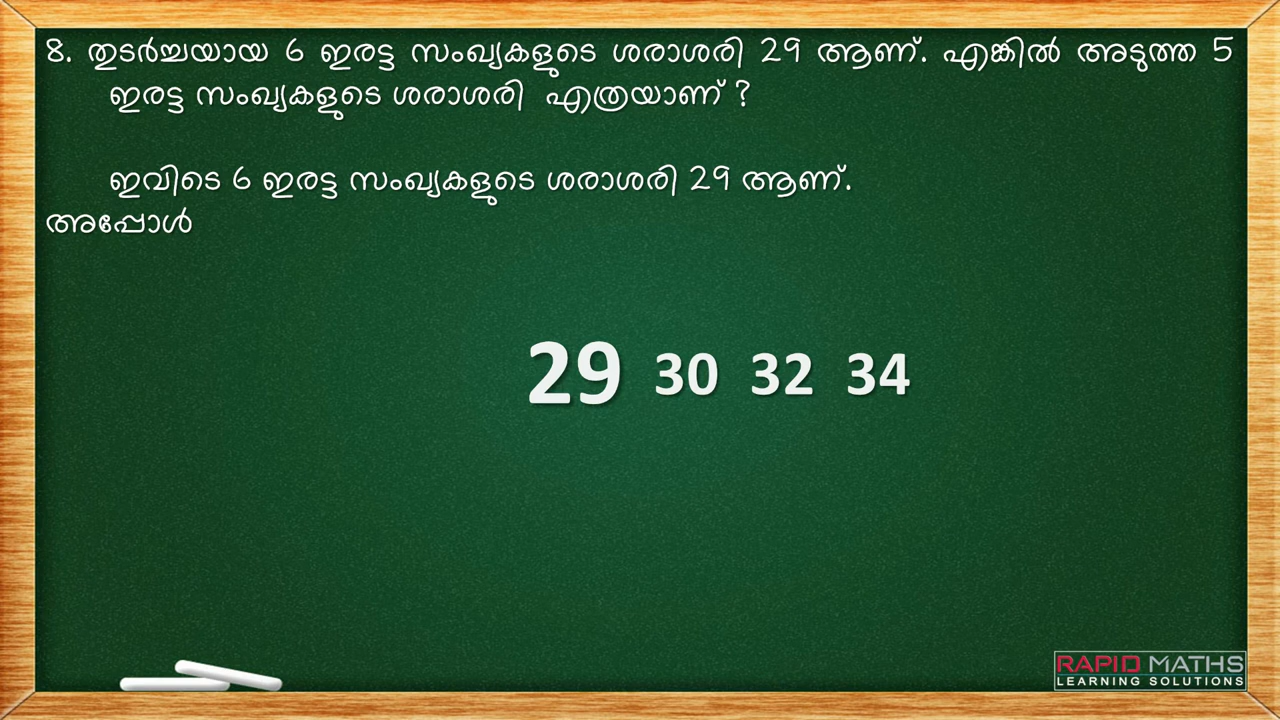 8. തുടർച്ചയായ 6 ഇരട്ട സംഖ്യകളുടെ ശരാശരി 29 ആണ്. എങ്കിൽ അടുത്ത 5
ഇരട്ട സംഖ്യകളുടെ ശരാശരി എത്രയാണ് ?
ഇവിടെ 6 ഇരട്ട സംഖ്യകളുടെ ശരാശരി 29 ആണ്.
അപ്പോൾ
29 30 32 34
RAPID MATHS
LEARNING SOLUTIONS